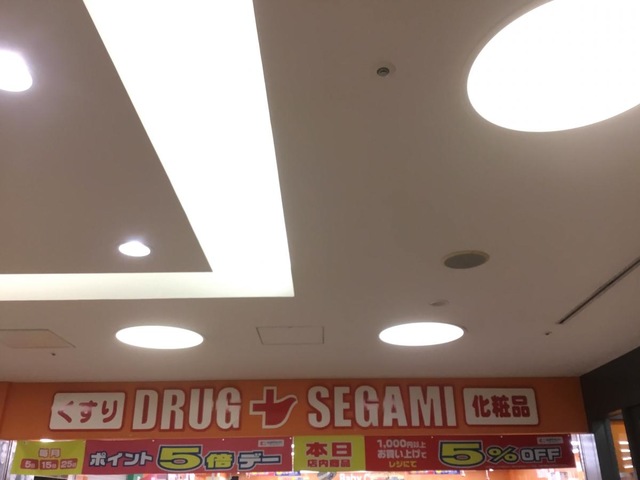 くすり DRUG SEGAMI 化粧品
毎月
5日 15日 25日
ポイント5倍デー
本日
店内商品
1,000円以上
お買い上げで
レジにて
5%OFF